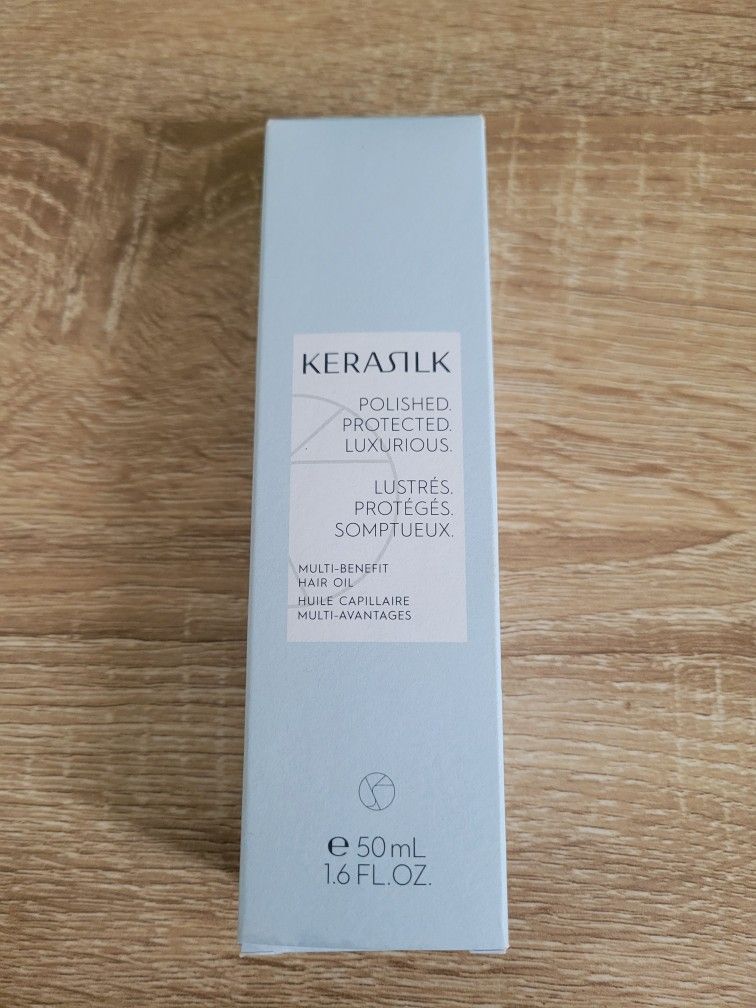 KERASILK
POLISHED.
PROTECTED.
LUXURIOUS.
LUSTRÉS.
PROTÉGÉS.
SOMPTUEUX.
MULTI-BENEFIT
HAIR OIL
HUILE CAPILLAIRE
MULTI-AVANTAGES
℮ 50 mL
1.6 FL.OZ.